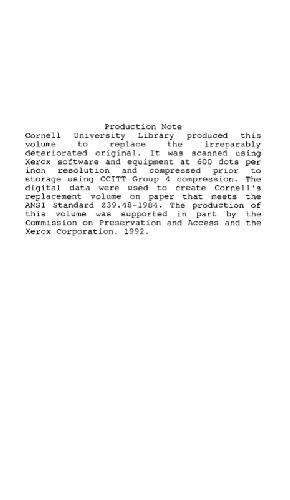 Production Note
Cornell University Library produced this
volume to replace the irreparably
deteriorated original. It was scanned using
Xerox software and equipment at 600 dots per
inch resolution and compressed prior to
storage using CCITT Group 4 compression. The
digital data were used to create Cornell's
replacement volume on paper that meets the
ANSI Standard Z39.48-1984. The production of
this volume was supported in part by the
Commission on Preservation and Access and the
Xerox Corporation. 1992.